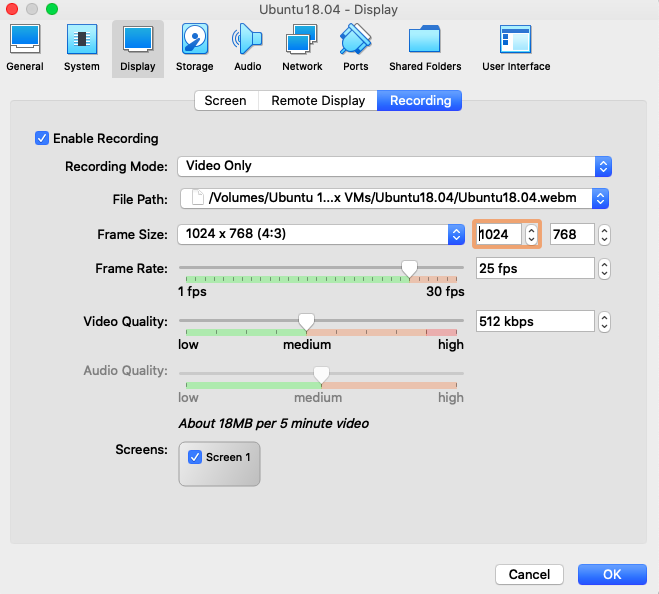 Ubuntu18.04 - Display
General System Display Storage Audio Network Ports Shared Folders User Interface
Screen Remote Display Recording
Enable Recording
Recording Mode: Video Only
File Path: /Volumes/Ubuntu 1...x VMs/Ubuntu18.04/Ubuntu18.04.webm
Frame Size: 1024 x 768 (4:3) 1024 768
Frame Rate: 25 fps
1 fps 30 fps
Video Quality: 512 kbps
low medium high
Audio Quality:
low medium high
About 18MB per 5 minute video
Screens: Screen 1
Cancel OK